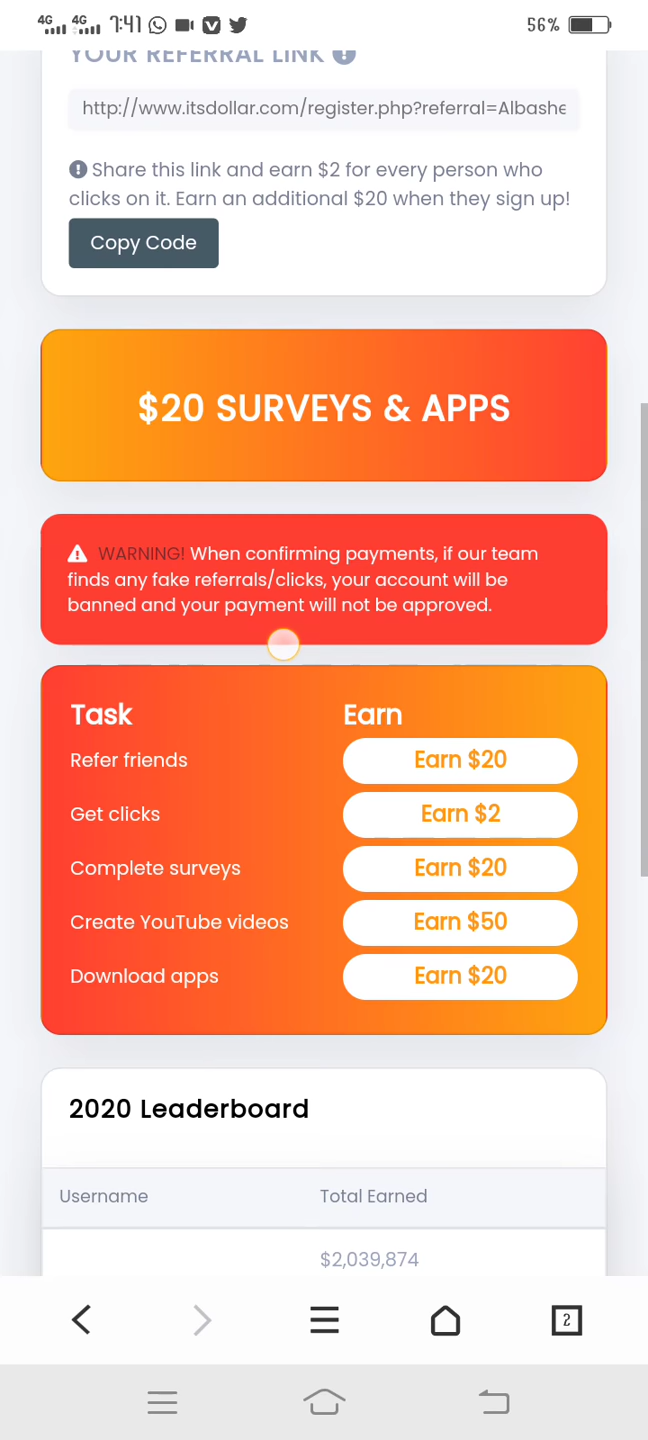 4G 4G 7:41 56%
YOUR REFERRAL LINK
http://www.itsdollar.com/register.php?referral=Albashe
Share this link and earn $2 for every person who
clicks on it. Earn an additional $20 when they sign up!
Copy Code
$20 SURVEYS & APPS
WARNING! When confirming payments, if our team
finds any fake referrals/clicks, your account will be
banned and your payment will not be approved.
Task Earn
Refer friends Earn $20
Get clicks Earn $2
Complete surveys Earn $20
Create YouTube videos Earn $50
Download apps Earn $20
2020 Leaderboard
Username Total Earned
$2,039,874
2